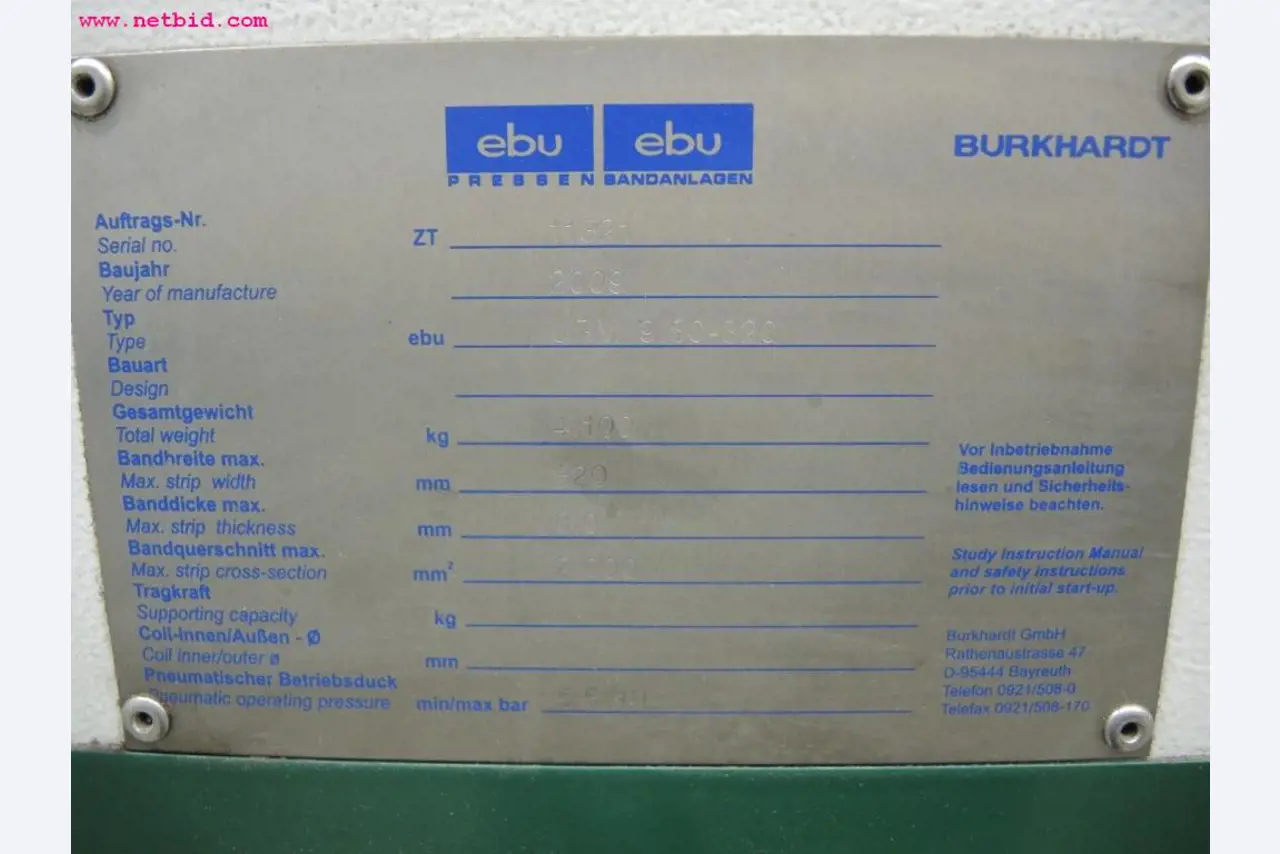 www.netbid.com
ebu ebu
PRESSEN BANDANLAGEN
BURKHARDT
Auftrags-Nr.
Serial no. ZT
Baujahr
Year of manufacture 2009
Typ
Type ebu
Bauart
Design
Gesamtgewicht
Total weight kg
Bandbreite max.
Max. strip width mm
Banddicke max.
Max. strip thickness mm
Bandquerschnitt max.
Max. strip cross-section mm²
Tragkraft
Supporting capacity kg
Coil-Innen/Außen - Ø
Coil inner/outer ø mm
Pneumatischer Betriebsduck
Pneumatic operating pressure min/max bar
Vor Inbetriebnahme
Bedienungsanleitung
lesen und Sicherheits-
hinweise beachten.
Study Instruction Manual
and safety instructions
prior to initial start-up.
Burkhardt GmbH
Rathenaustrasse 47
D-95444 Bayreuth
Telefon 0921/508-0
Telefax 0921/508-170